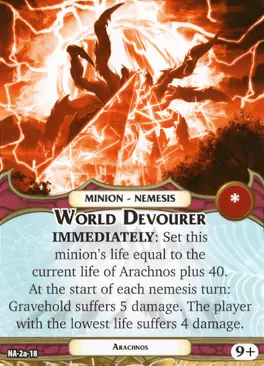 MINION - NEMESIS
WORLD DEVOURER
*
IMMEDIATELY: Set this
minion's life equal to the
current life of Arachnos plus 40.
At the start of each nemesis turn:
Gravehold suffers 5 damage. The player
with the lowest life suffers 4 damage.
ARACHNOS
NA-2a-18
9+